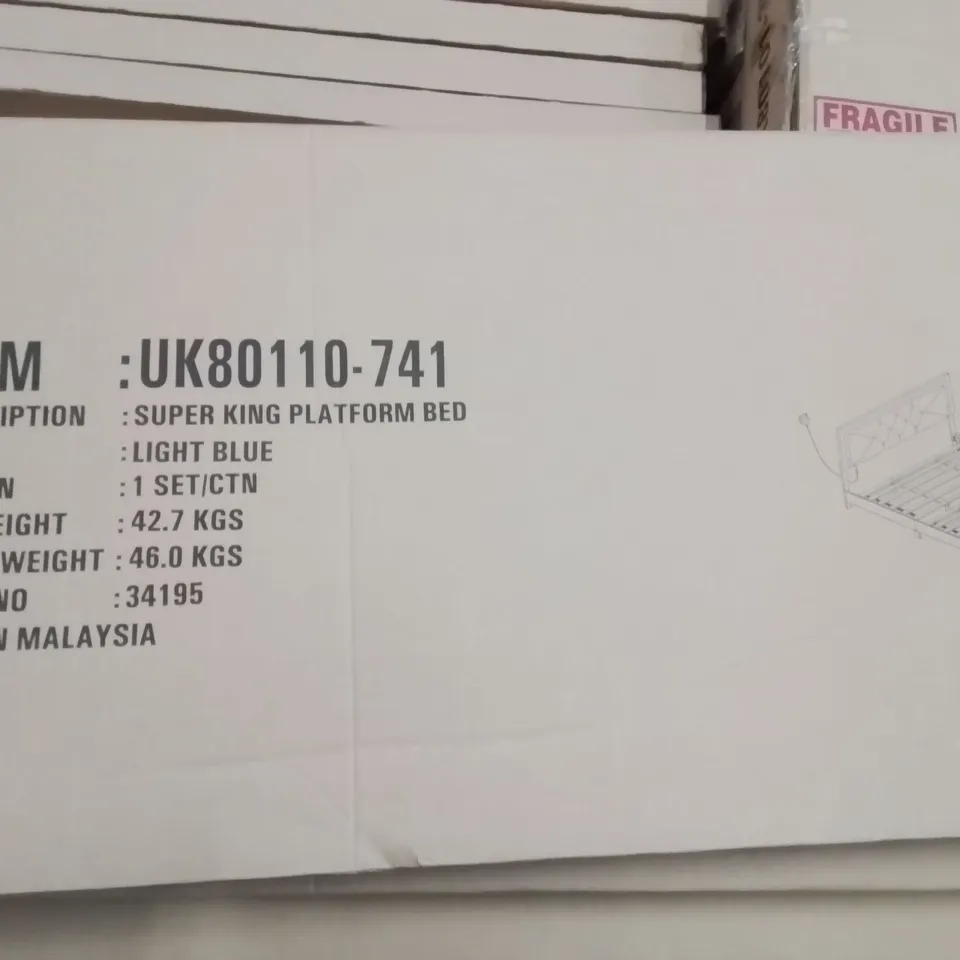 FRAGILE
M :UK80110-741
IPTION : SUPER KING PLATFORM BED
: LIGHT BLUE
N : 1 SET/CTN
EIGHT : 42.7 KGS
WEIGHT : 46.0 KGS
NO : 34195
N MALAYSIA